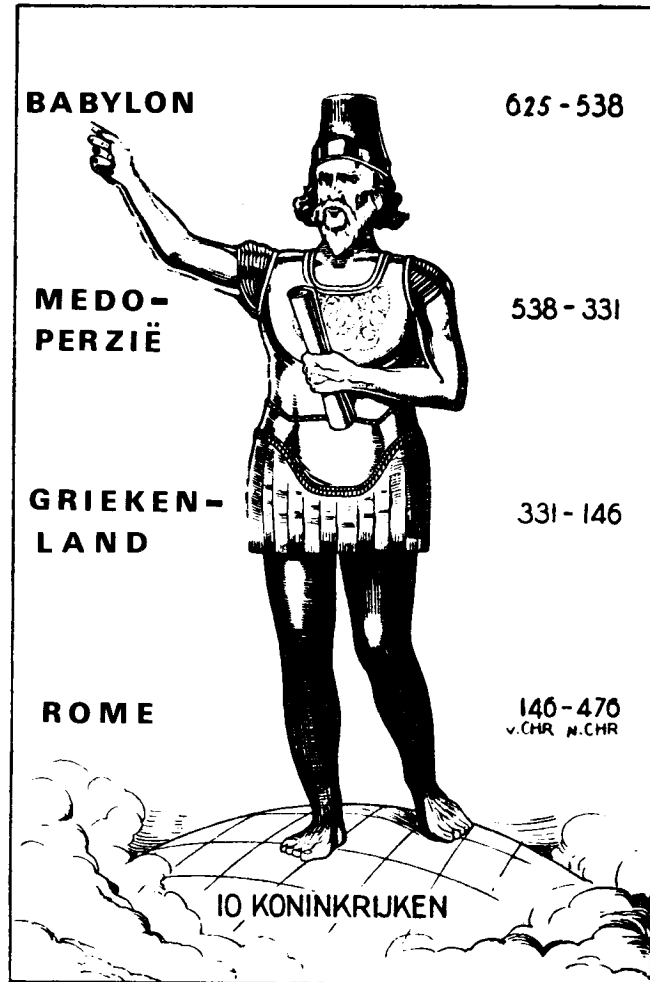 BABYLON 625-538
MEDO- 538-331
PERZIË
GRIEKEN- 331-146
LAND
ROME 146-476
v.CHR N.CHR
10 KONINKRIJKEN